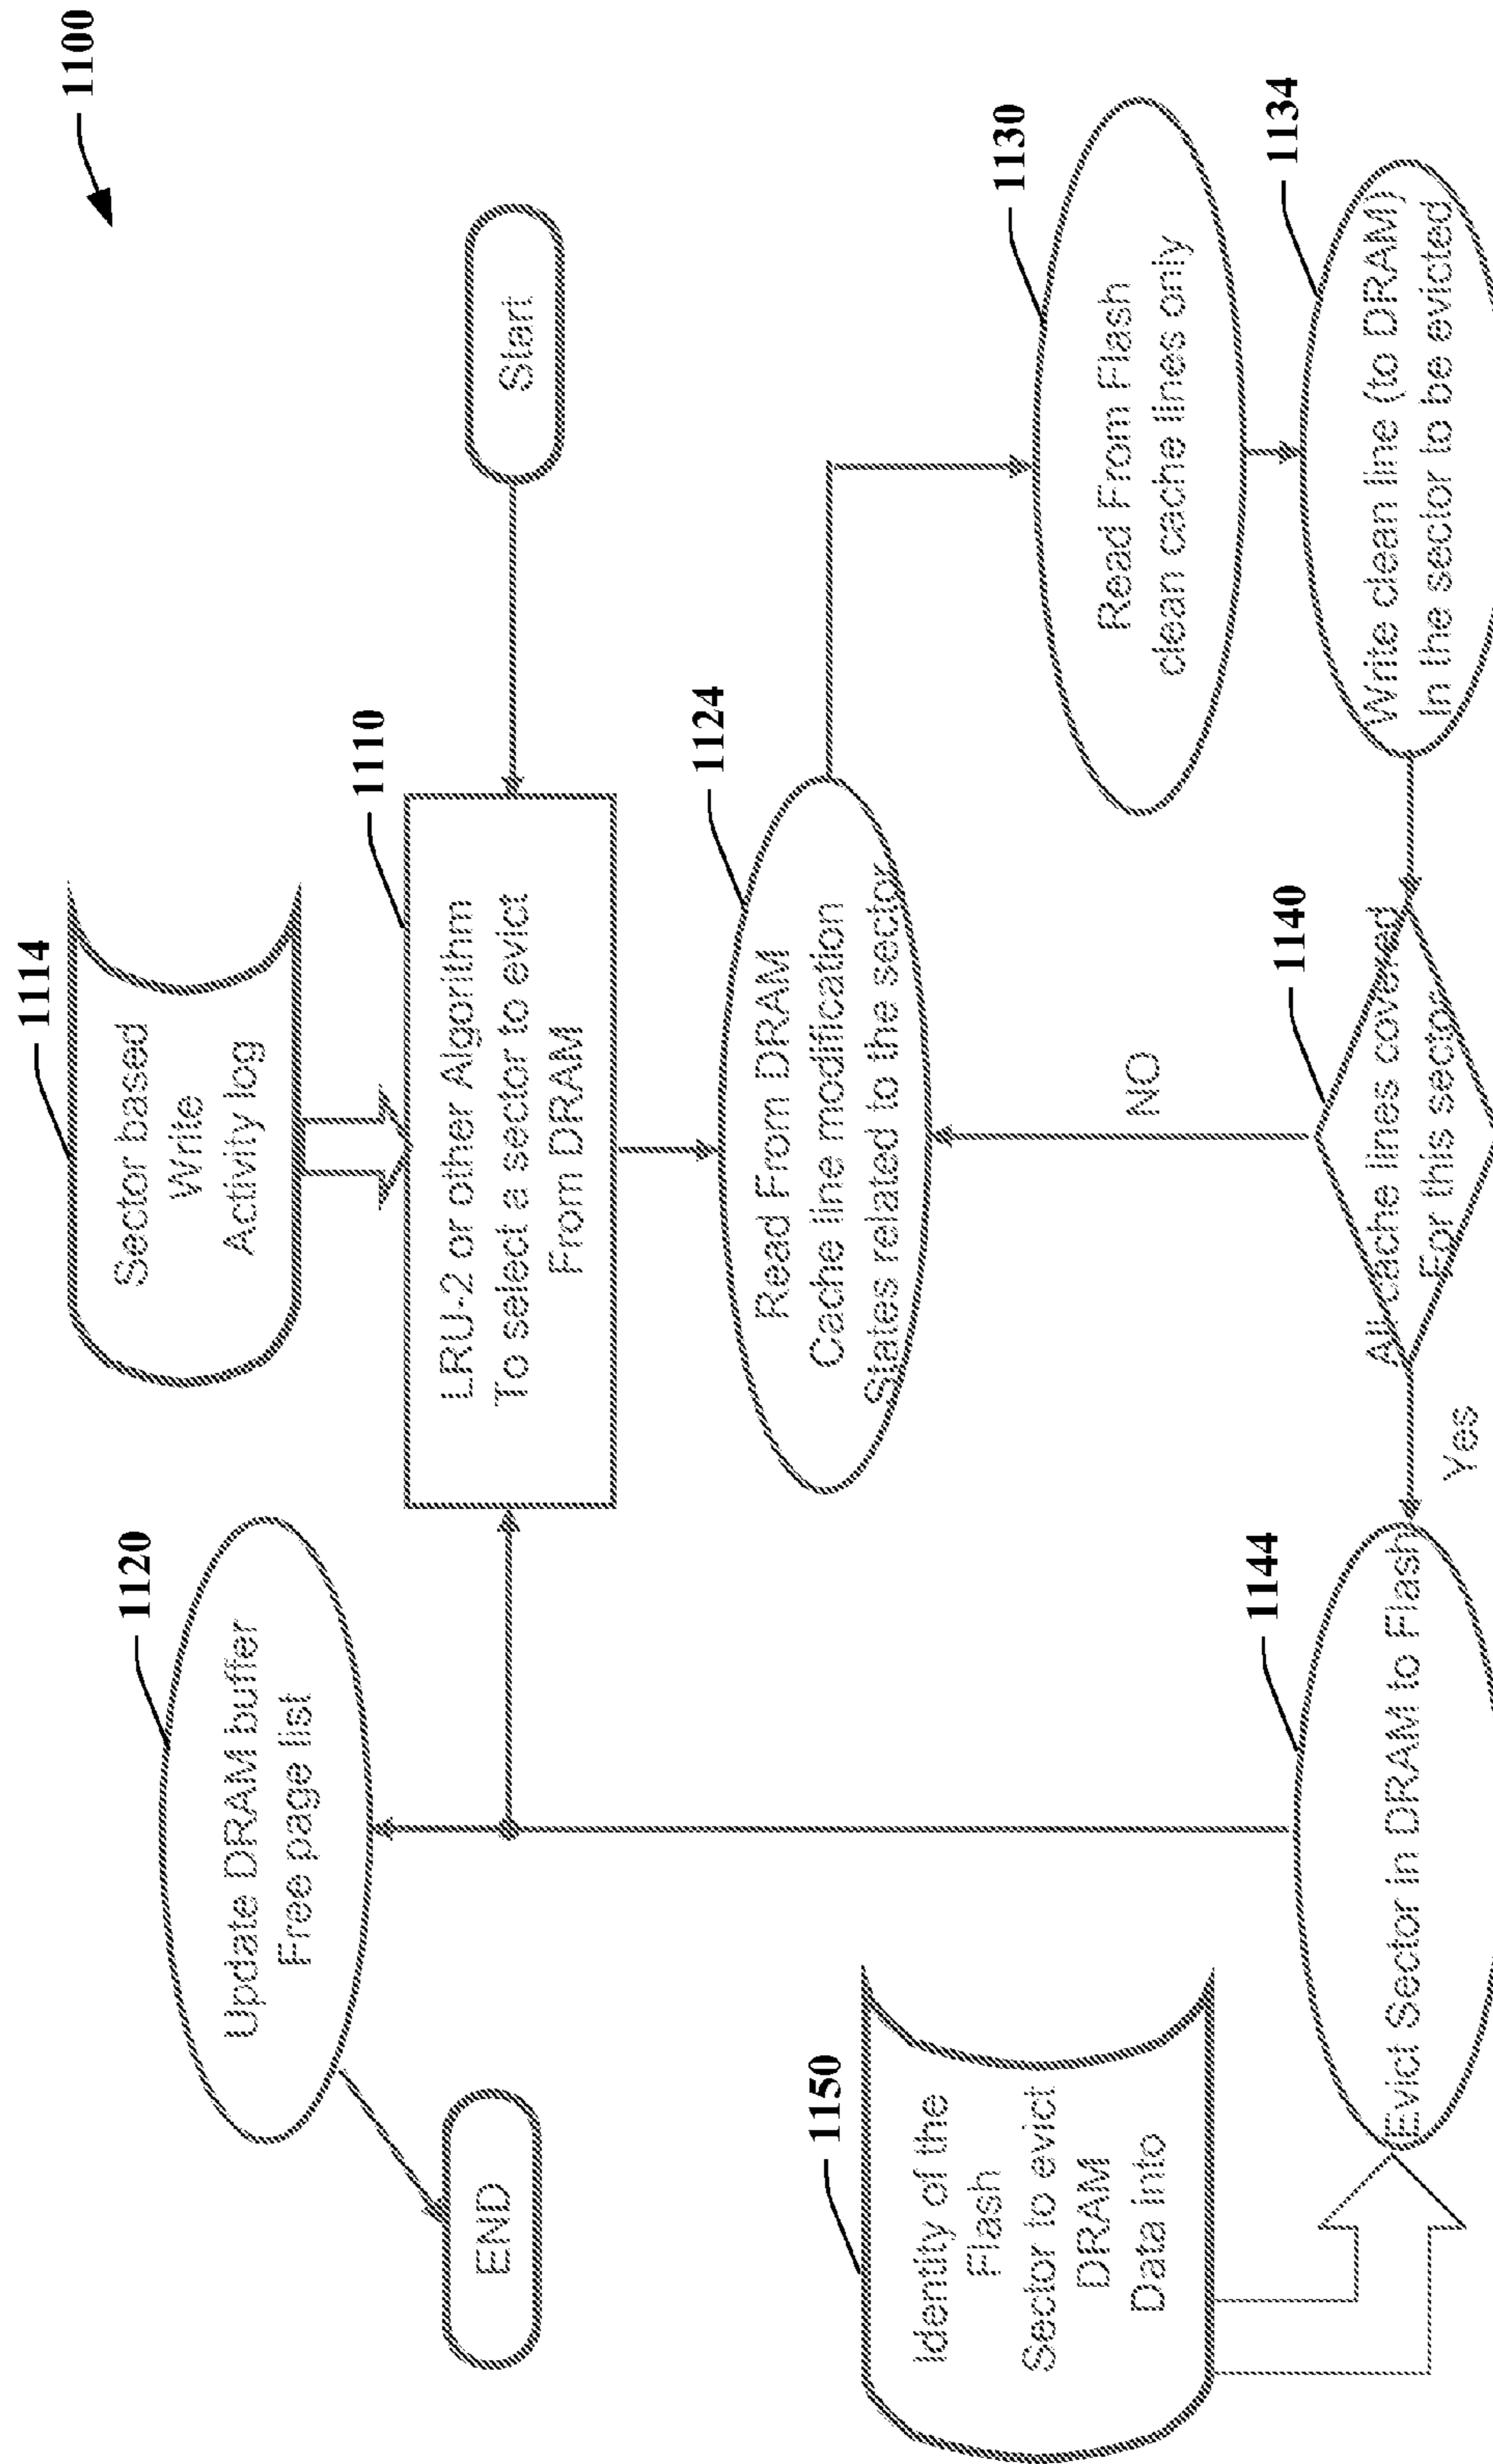 1100
1114
Sector based
Write
Activity log
1120
Update DRAM buffer
Free page list
1110
LRU-2 or other Algorithm
To select a sector to evict
From DRAM
Start
END
1124
Read From DRAM
Cache line modification
States related to the sector
1150
Identity of the
Flash
Sector to evict
DRAM
Data into
1130
Read From Flash
clean cache lines only
NO
1144
Evict Sector in DRAM to Flash
Yes
1140
All cache lines covered
For this sector
1134
Write clean line (to DRAM)
In the sector to be evicted